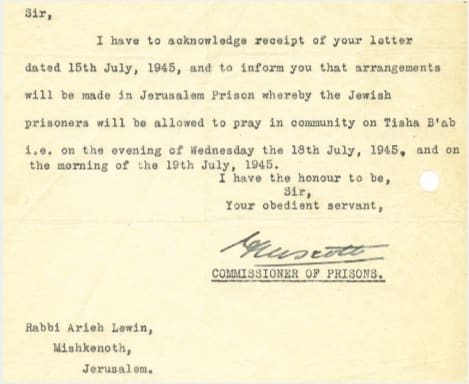 Sir,
I have to acknowledge receipt of your letter
dated 15th July, 1945, and to inform you that arrangements
will be made in Jerusalem Prison whereby the Jewish
prisoners will be allowed to pray in community on Tisha B'ab
i.e. on the evening of Wednesday the 18th July, 1945, and on
the morning of the 19th July, 1945.
I have the honour to be,
Sir,
Your obedient servant,
COMMISSIONER OF PRISONS.
Rabbi Arieh Lewin,
Mishkenoth,
Jerusalem.